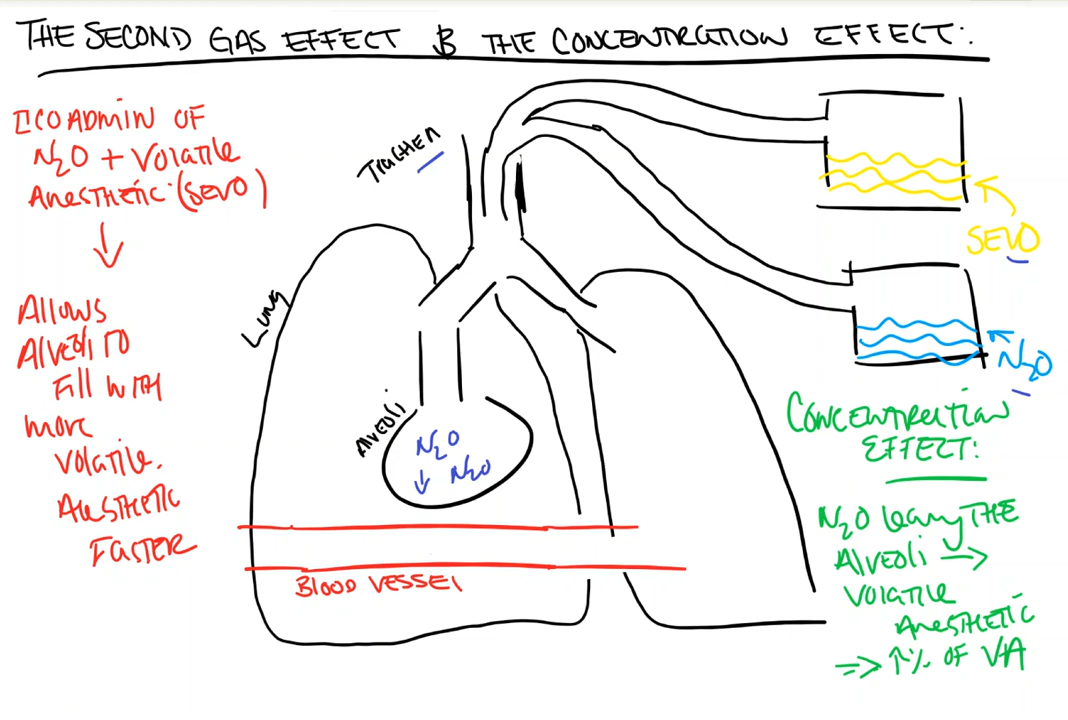 THE SECOND GAS EFFECT & THE CONCENTRATION EFFECT:
COADMIN OF
N2O + VOLATILE
ANESTHETIC (SEVO)
↓
ALLOWS
ALVEOLI TO
FILL WITH
more
VOLATILE
ANESTHETIC
FASTER
TRACHEA
LUNG
ALVEOLI
N2O
↓ N2O
BLOOD VESSEL
SEVO
N2O
CONCENTRATION
EFFECT:
N2O leaving THE
ALVEOLI →
VOLATILE
ANESTHETIC
⇒ ↑% OF VA